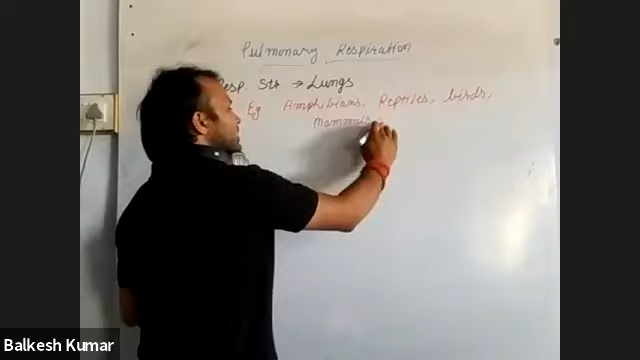 Pulmonary Respiration
Resp. Str → Lungs
Eg Amphibians, Reptiles, birds,
Mammals
Balkesh Kumar